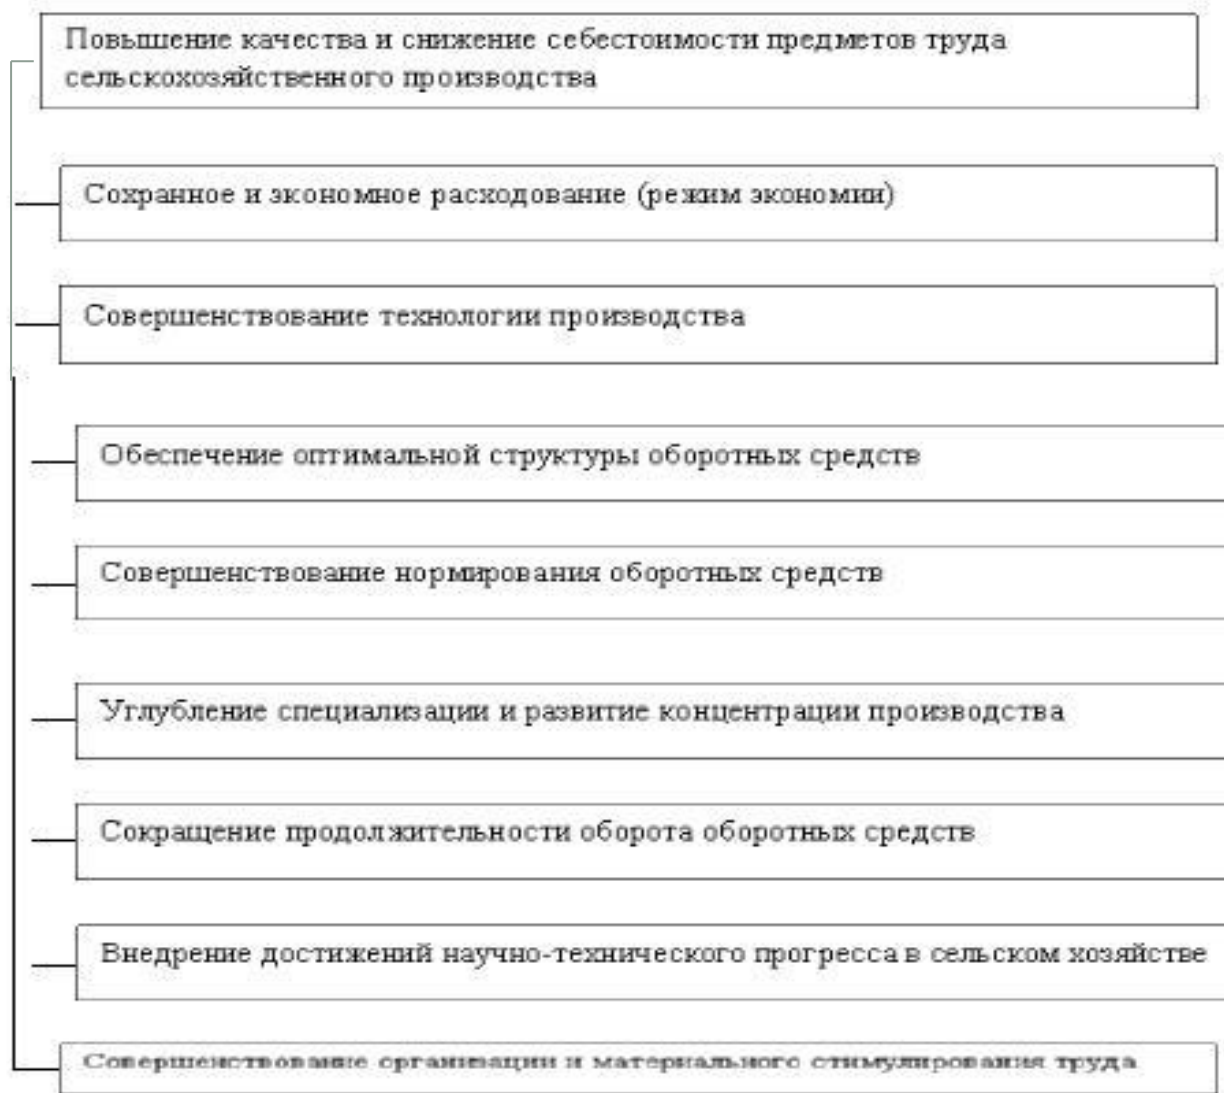 Повышение качества и снижение себестоимости предметов труда
сельскохозяйственного производства
Сохранное и экономное расходование (режим экономии)
Совершенствование технологии производства
Обеспечение оптимальной структуры оборотных средств
Совершенствование нормирования оборотных средств
Углубление специализации и развитие концентрации производства
Сокращение продолжительности оборота оборотных средств
Внедрение достижений научно-технического прогресса в сельском хозяйстве
Совершенствование организации и материального стимулирования труда